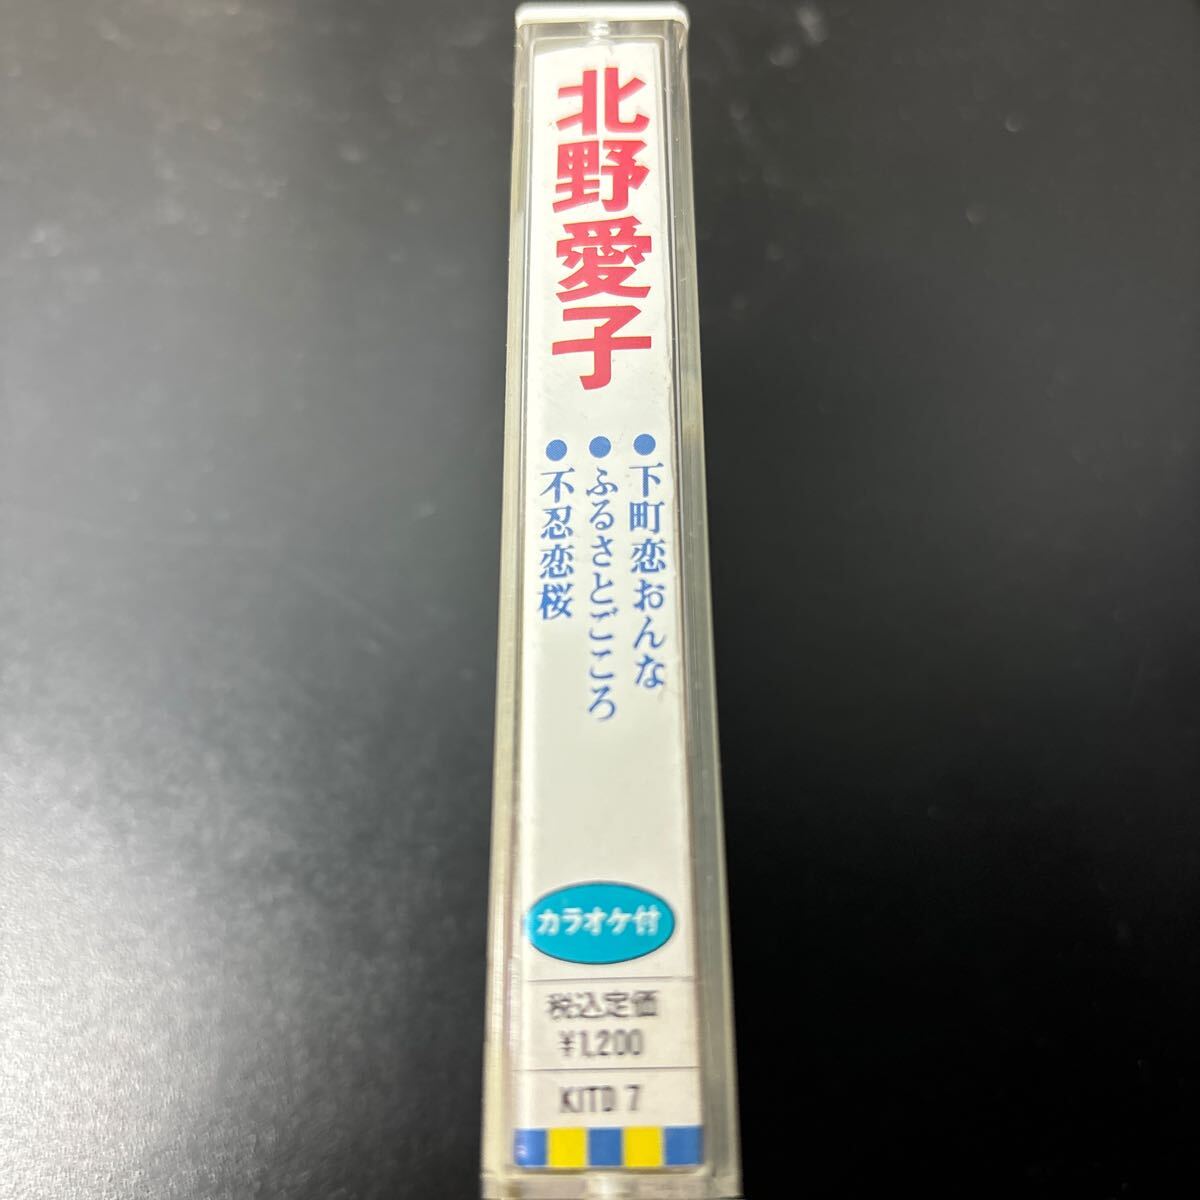 北野愛子
●下町恋おんな
●ふるさとごころ
●不忍恋桜
カラオケ付
税込定価
¥1,200
KITD 7